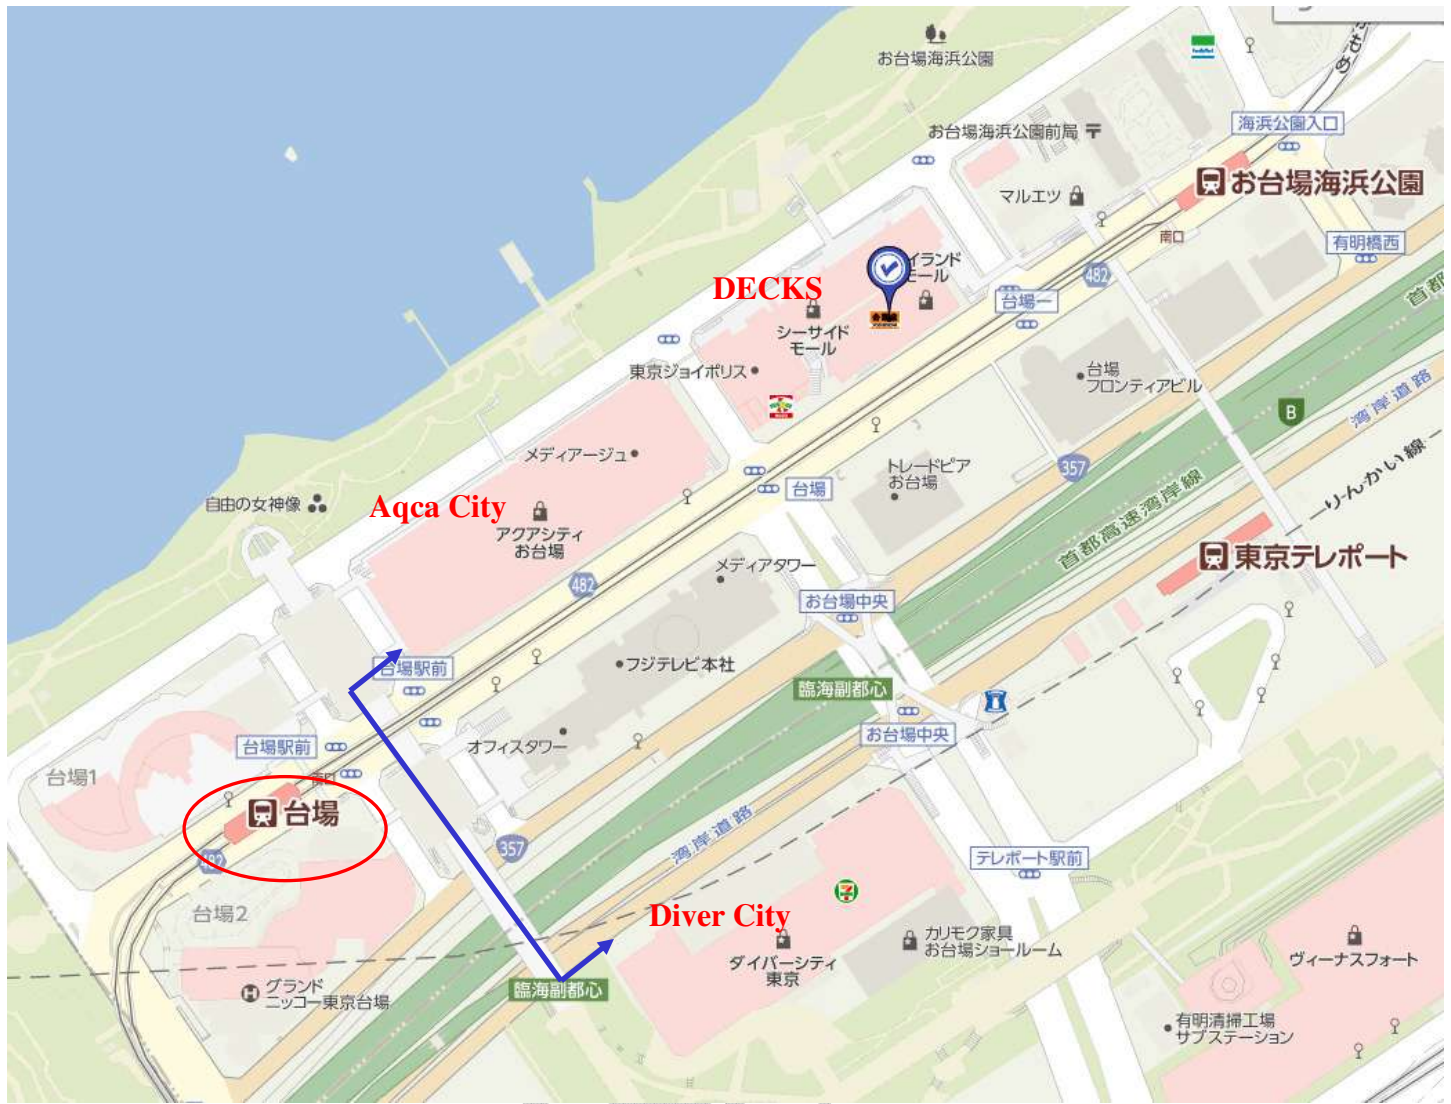 お台場海浜公園
FamilyMart
海浜公園入口
お台場海浜公園前局
お台場海浜公園
マルエツ
南口
有明橋西
482
イランド
モール
DECKS
台場一
首都
シーサイド
モール
東京ジョイポリス
台場
フロンティアビル
湾岸道路
B
りんかい線
メディアージュ
台場
トレードピア
お台場
357
首都高速湾岸線
自由の女神像
Aqca City
アクアシティ
お台場
東京テレポート
482
メディアタワー
お台場中央
台場駅前
フジテレビ本社
臨海副都心
お台場中央
台場駅前
オフィスタワー
台場1
南口
台場
482
357
湾岸道路
テレポート駅前
台場2
Diver City
7
ダイバーシティ
東京
カリモク家具
お台場ショールーム
ヴィーナスフォート
グランド
ニッコー東京台場
臨海副都心
有明清掃工場
サブステーション